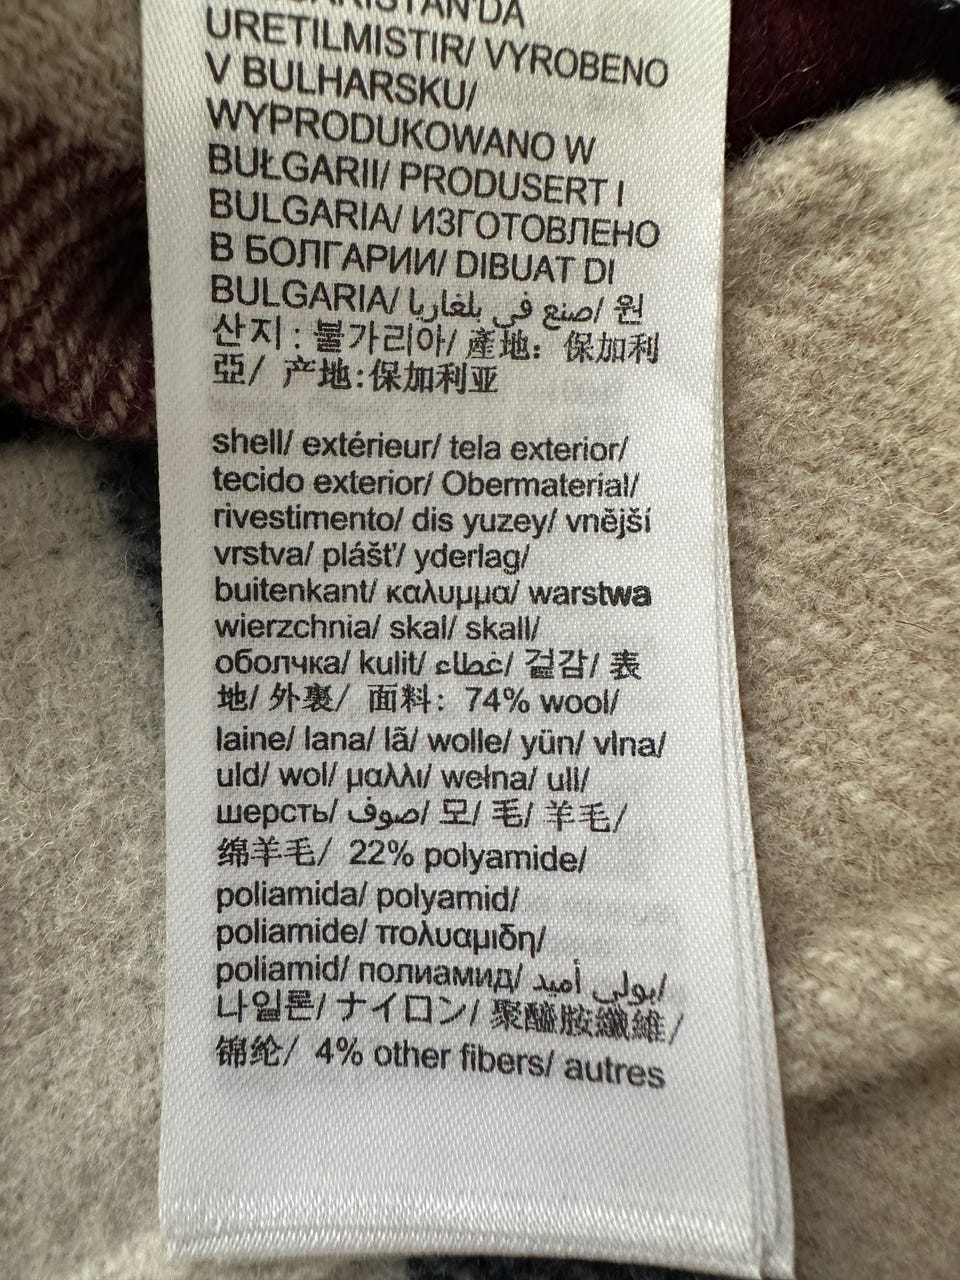 URETILMISTIR/ VYROBENO
V BULHARSKU/
WYPRODUKOWANO W
BUŁGARII/ PRODUSERT I
BULGARIA/ ИЗГОТОВЛЕНО
В БОЛГАРИИ/ DIBUAT DI
BULGARIA/ صنع في بلغاريا/ 원
산지 : 불가리아/ 產地: 保加利
亞/ 产地:保加利亚
shell/ extérieur/ tela exterior/
tecido exterior/ Obermaterial/
rivestimento/ dis yuzey/ vnější
vrstva/ plášť/ yderlag/
buitenkant/ καλυμμα/ warstwa
wierzchnia/ skal/ skall/
оболчка/ kulit/ غطاء/ 겉감/ 表
地/ 外裏/ 面料: 74% wool/
laine/ lana/ lã/ wolle/ yün/ vlna/
uld/ wol/ μαλλι/ wełna/ ull/
шерсть/ صوف/ 모/ 毛/ 羊毛/
绵羊毛/ 22% polyamide/
poliamida/ polyamid/
poliamide/ πολυαμιδη/
poliamid/ полиамид/ بولي أميد/
나일론/ ナイロン/ 聚醯胺纖維/
锦纶/ 4% other fibers/ autres